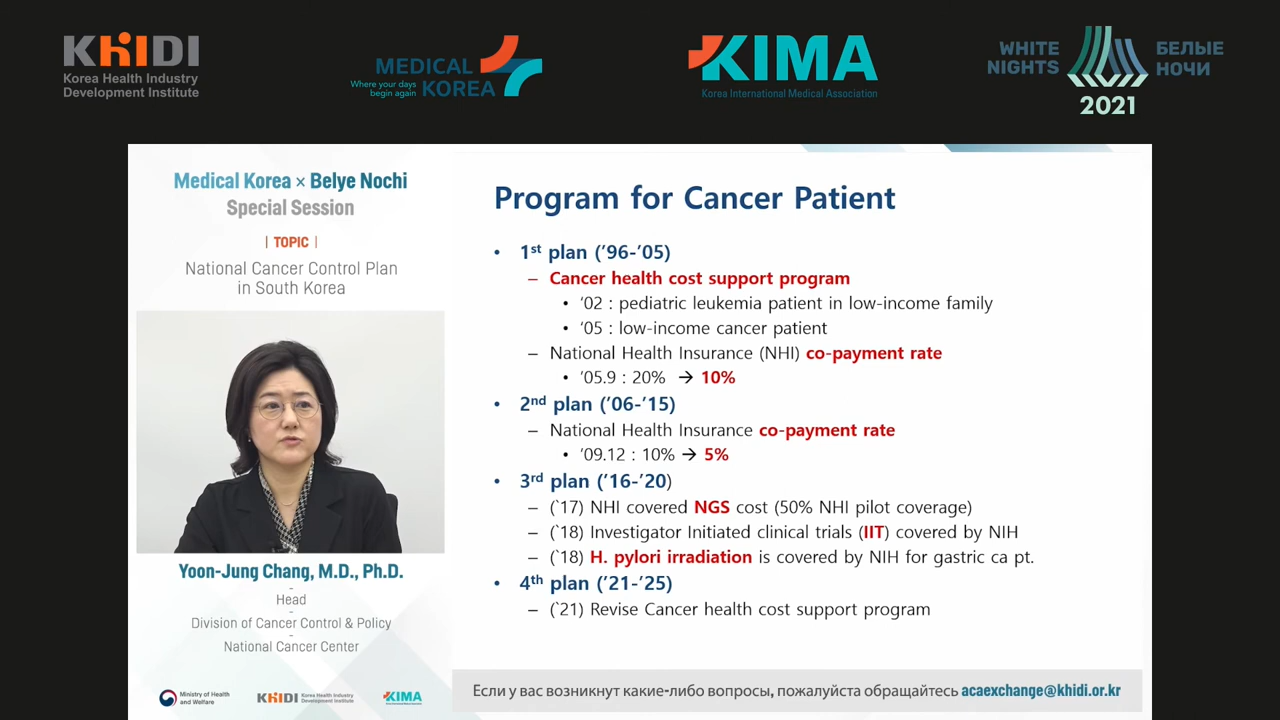 KHIDI
Korea Health Industry
Development Institute
MEDICAL
KOREA
Where your days
begin again
KIMA
Korea International Medical Association
WHITE
NIGHTS
БЕЛЫЕ
НОЧИ
2021
Medical Korea × Belye Nochi
Special Session
| TOPIC |
National Cancer Control Plan
in South Korea
Yoon-Jung Chang, M.D., Ph.D.
Head
-
Division of Cancer Control & Policy
-
National Cancer Center
Ministry of Health
and Welfare
KHIDI
Korea Health Industry
Development Institute
KIMA
Program for Cancer Patient
• 1st plan ('96-'05)
– Cancer health cost support program
• '02 : pediatric leukemia patient in low-income family
• '05 : low-income cancer patient
– National Health Insurance (NHI) co-payment rate
• '05.9 : 20% → 10%
• 2nd plan ('06-'15)
– National Health Insurance co-payment rate
• '09.12 : 10% → 5%
• 3rd plan ('16-'20)
– (`17) NHI covered NGS cost (50% NHI pilot coverage)
– (`18) Investigator Initiated clinical trials (IIT) covered by NIH
– (`18) H. pylori irradiation is covered by NIH for gastric ca pt.
• 4th plan ('21-'25)
– (`21) Revise Cancer health cost support program
Если у вас возникнут какие-либо вопросы, пожалуйста обращайтесь acaexchange@khidi.or.kr